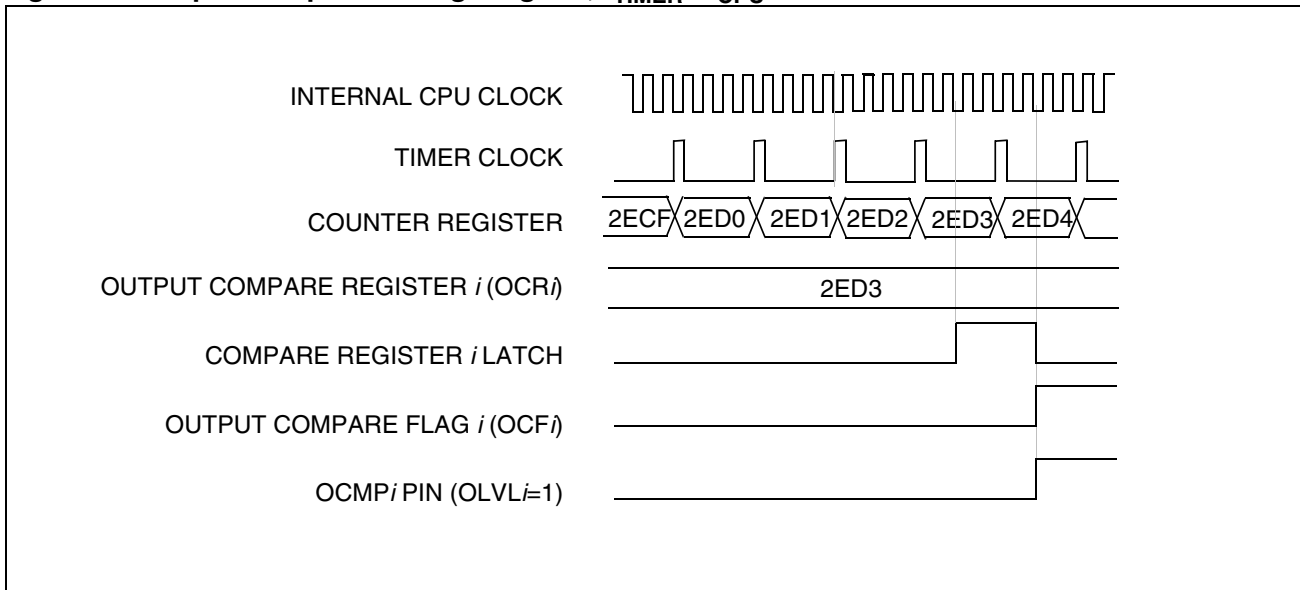 INTERNAL CPU CLOCK
TIMER CLOCK
COUNTER REGISTER
2ECF 2ED0 2ED1 2ED2 2ED3 2ED4
OUTPUT COMPARE REGISTER i (OCRi)
2ED3
COMPARE REGISTER i LATCH
OUTPUT COMPARE FLAG i (OCFi)
OCMPi PIN (OLVLi=1)